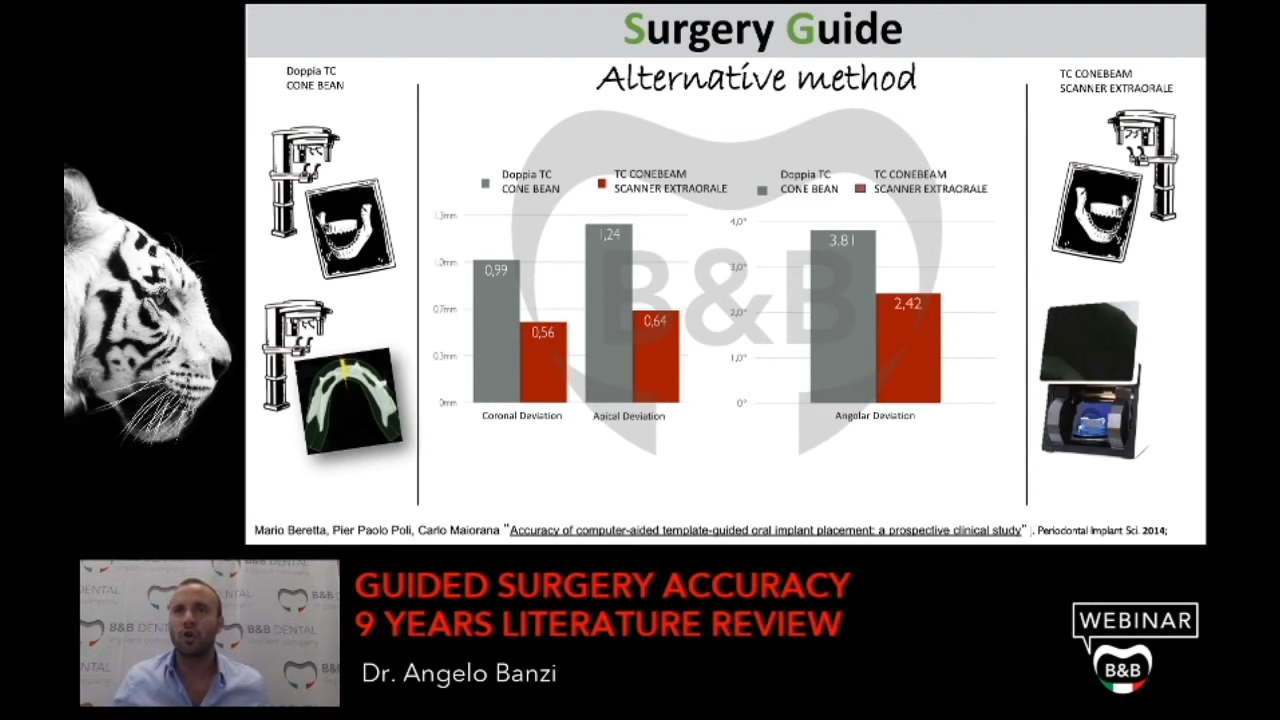 Surgery Guide
Alternative method
Doppia TC
CONE BEAN
TC CONEBEAM
SCANNER EXTRAORALE
Doppia TC
CONE BEAN
TC CONEBEAM
SCANNER EXTRAORALE
Doppia TC
CONE BEAN
TC CONEBEAM
SCANNER EXTRAORALE
1,3mm
1,0mm
0,7mm
0,3mm
0mm
0,99
0,56
1,24
0,64
Coronal Deviation
Apical Deviation
4,0°
3,0°
2,0°
1,0°
0°
3,81
2,42
Angular Deviation
B&B
Mario Beretta, Pier Paolo Poli, Carlo Maiorana "Accuracy of computer-aided template-guided oral implant placement: a prospective clinical study" j. Periodontal Implant Sci. 2014;
GUIDED SURGERY ACCURACY
9 YEARS LITERATURE REVIEW
Dr. Angelo Banzi
WEBINAR
B&B
B&B DENT
B&B DENTAL